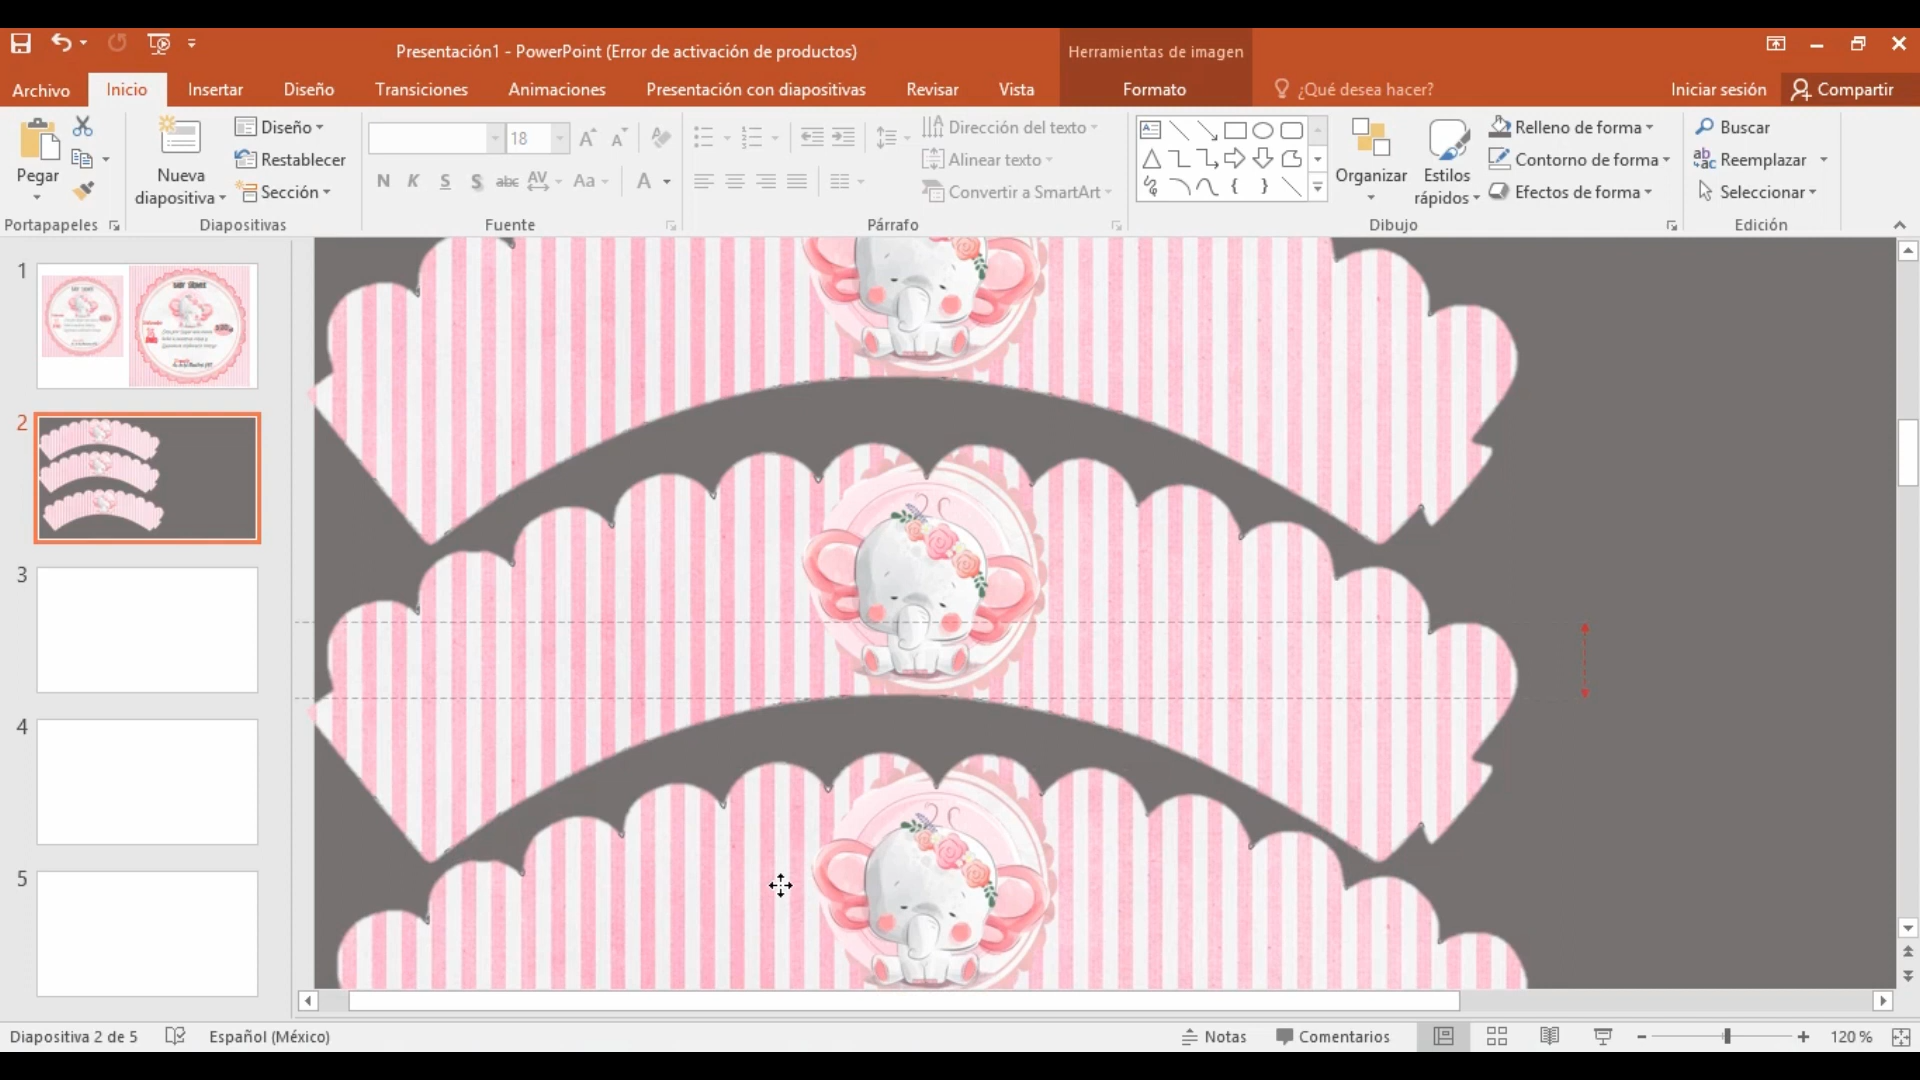 Presentación1 - PowerPoint (Error de activación de productos)
Herramientas de imagen
Archivo
Inicio
Insertar
Diseño
Transiciones
Animaciones
Presentación con diapositivas
Revisar
Vista
Formato
¿Qué desea hacer?
Iniciar sesión
Compartir
Pegar
Nueva diapositiva
Diseño
Restablecer
Sección
18
N K S S abc AV Aa A
Dirección del texto
Alinear texto
Convertir a SmartArt
Organizar
Estilos rápidos
Relleno de forma
Contorno de forma
Efectos de forma
Buscar
Reemplazar
Seleccionar
Portapapeles
Diapositivas
Fuente
Párrafo
Dibujo
Edición
1
2
3
4
5
Diapositiva 2 de 5
Español (México)
Notas
Comentarios
120 %